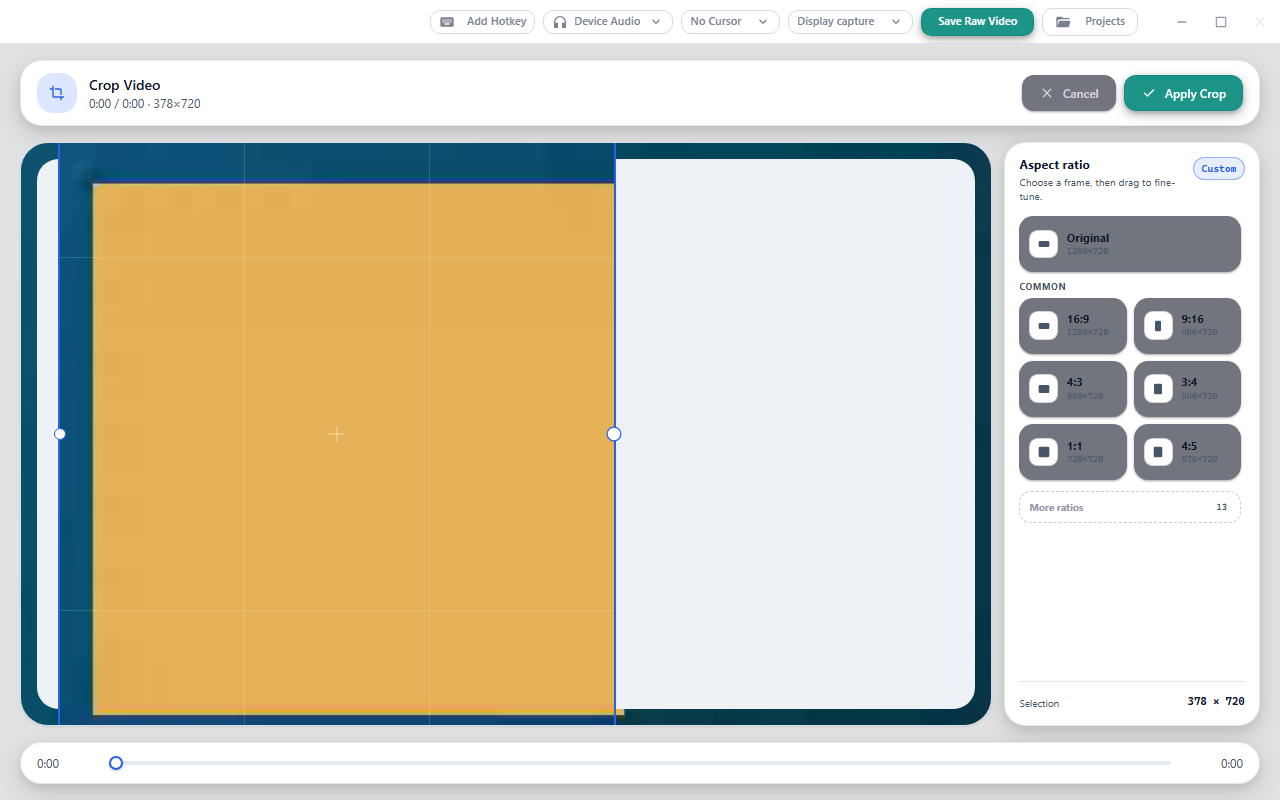 Add Hotkey
Device Audio
No Cursor
Display capture
Save Raw Video
Projects
Crop Video
0:00 / 0:00 · 378×720
Cancel
Apply Crop
Aspect ratio
Custom
Choose a frame, then drag to fine-
tune.
Original
1280×720
COMMON
16:9
1280×720
9:16
406×720
4:3
960×720
3:4
540×720
1:1
720×720
4:5
576×720
More ratios
13
Selection
378 × 720
0:00
0:00